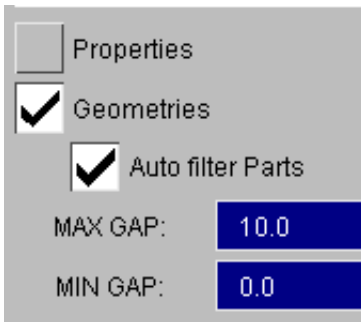 Properties
Geometries
Auto filter Parts
MAX GAP: 10.0
MIN GAP: 0.0